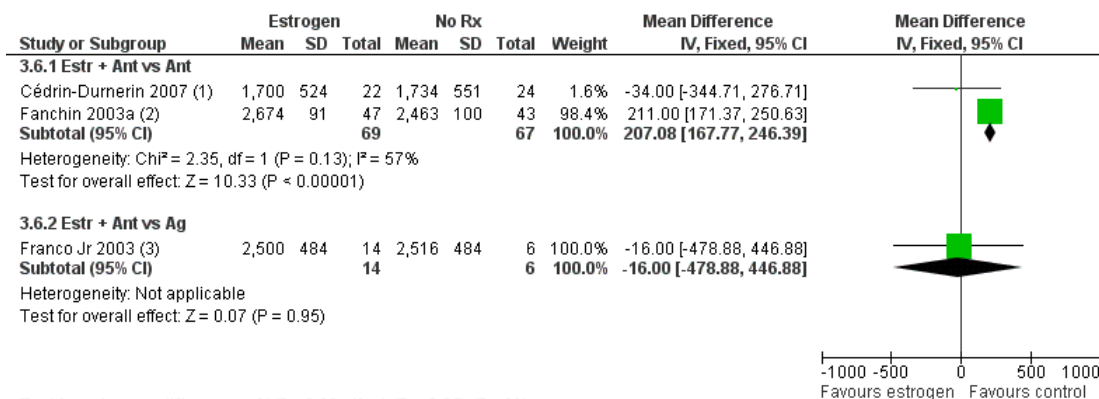 Estrogen No Rx Mean Difference Mean Difference
Study or Subgroup Mean SD Total Mean SD Total Weight IV, Fixed, 95% CI IV, Fixed, 95% CI
3.6.1 Estr + Ant vs Ant
Cédrin-Durnerin 2007 (1) 1,700 524 22 1,734 551 24 1.6% -34.00 [-344.71, 276.71]
Fanchin 2003a (2) 2,674 91 47 2,463 100 43 98.4% 211.00 [171.37, 250.63]
Subtotal (95% CI) 69 67 100.0% 207.08 [167.77, 246.39]
Heterogeneity: Chi² = 2.35, df = 1 (P = 0.13); I² = 57%
Test for overall effect: Z = 10.33 (P < 0.00001)
3.6.2 Estr + Ant vs Ag
Franco Jr 2003 (3) 2,500 484 14 2,516 484 6 100.0% -16.00 [-478.88, 446.88]
Subtotal (95% CI) 14 6 100.0% -16.00 [-478.88, 446.88]
Heterogeneity: Not applicable
Test for overall effect: Z = 0.07 (P = 0.95)
-1000 -500 0 500 1000
Favours estrogen Favours control